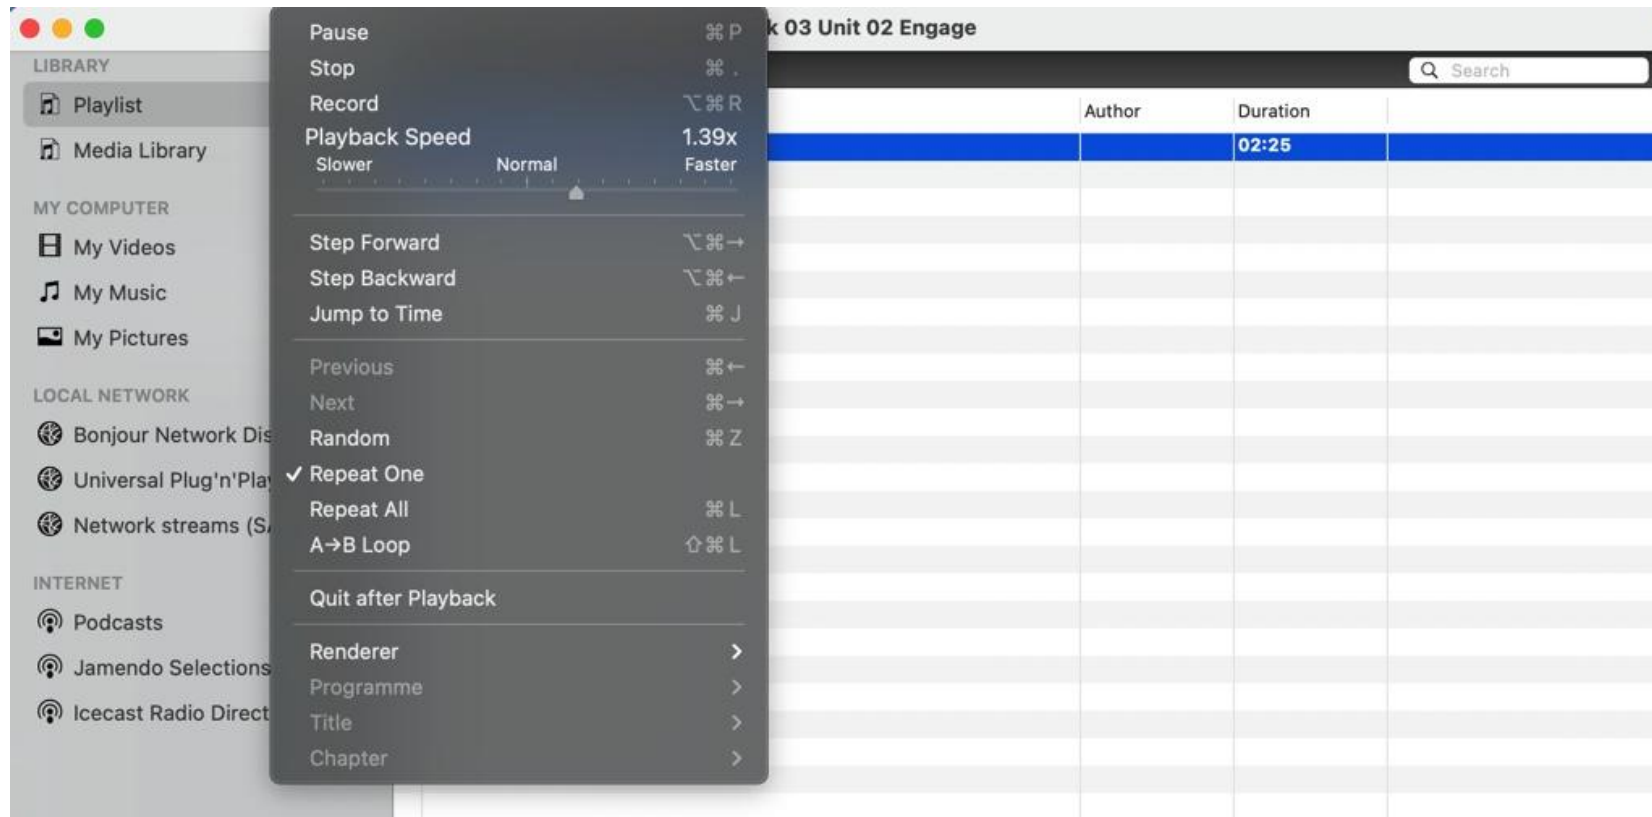 k 03 Unit 02 Engage
LIBRARY
Playlist
Media Library
MY COMPUTER
My Videos
My Music
My Pictures
LOCAL NETWORK
Bonjour Network Dis
Universal Plug'n'Play
Network streams (SA
INTERNET
Podcasts
Jamendo Selections
Icecast Radio Direct
Pause ⌘ P
Stop ⌘ .
Record ⌥ ⌘ R
Playback Speed 1.39x
Slower Normal Faster
Step Forward ⌥ ⌘ →
Step Backward ⌥ ⌘ ←
Jump to Time ⌘ J
Previous ⌘ ←
Next ⌘ →
Random ⌘ Z
✓ Repeat One
Repeat All ⌘ L
A→B Loop ⇧ ⌘ L
Quit after Playback
Renderer >
Programme >
Title >
Chapter >
Search
Author Duration
02:25